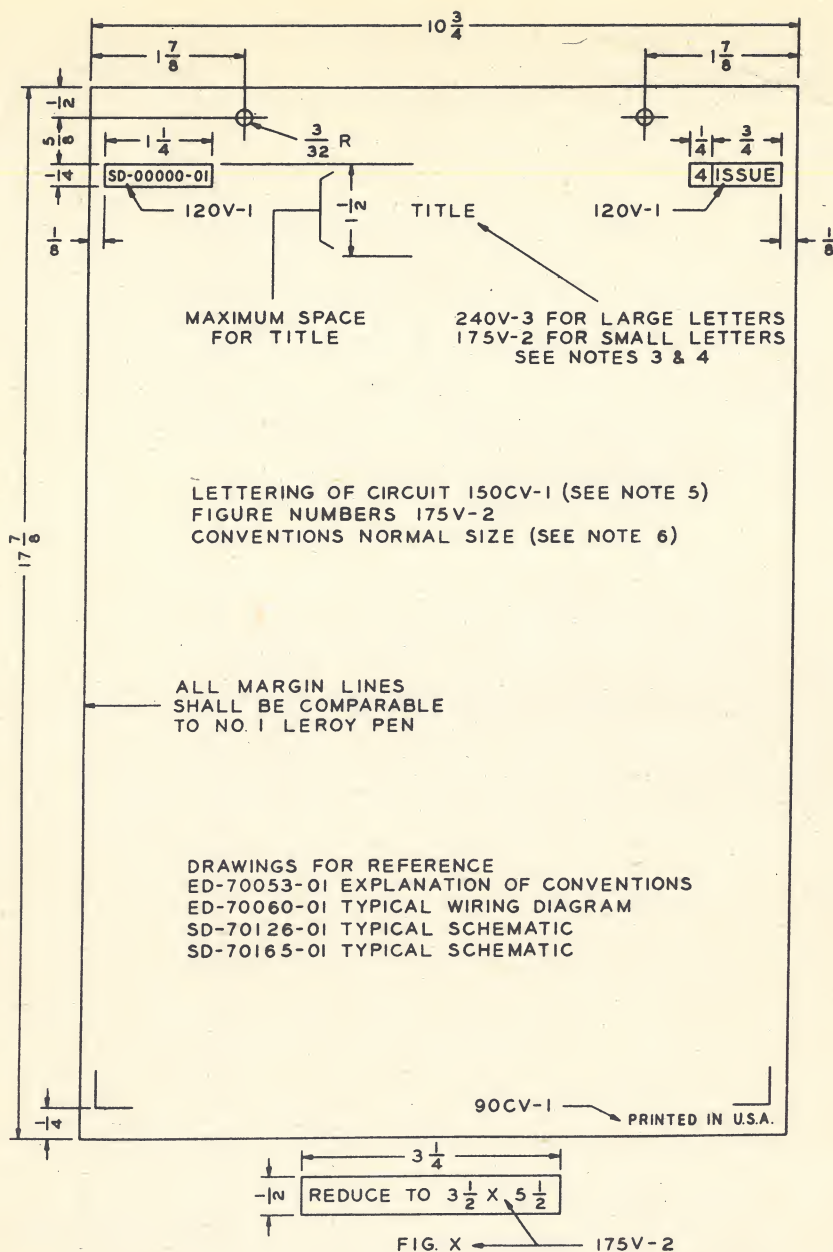 10 3/4
1 7/8
1 7/8
1/2
5/8
1/4
1 1/4
3/32 R
1/4
3/4
SD-00000-01
4 ISSUE
120V-1
1/2
TITLE
120V-1
1/8
1/8
MAXIMUM SPACE
FOR TITLE
240V-3 FOR LARGE LETTERS
175V-2 FOR SMALL LETTERS
SEE NOTES 3 & 4
LETTERING OF CIRCUIT 150CV-1 (SEE NOTE 5)
FIGURE NUMBERS 175V-2
CONVENTIONS NORMAL SIZE (SEE NOTE 6)
17 7/8
ALL MARGIN LINES
SHALL BE COMPARABLE
TO NO. 1 LEROY PEN
DRAWINGS FOR REFERENCE
ED-70053-01 EXPLANATION OF CONVENTIONS
ED-70060-01 TYPICAL WIRING DIAGRAM
SD-70126-01 TYPICAL SCHEMATIC
SD-70165-01 TYPICAL SCHEMATIC
1/4
90CV-1
PRINTED IN U.S.A.
3 1/4
1/2
REDUCE TO 3 1/2 X 5 1/2
FIG. X
175V-2